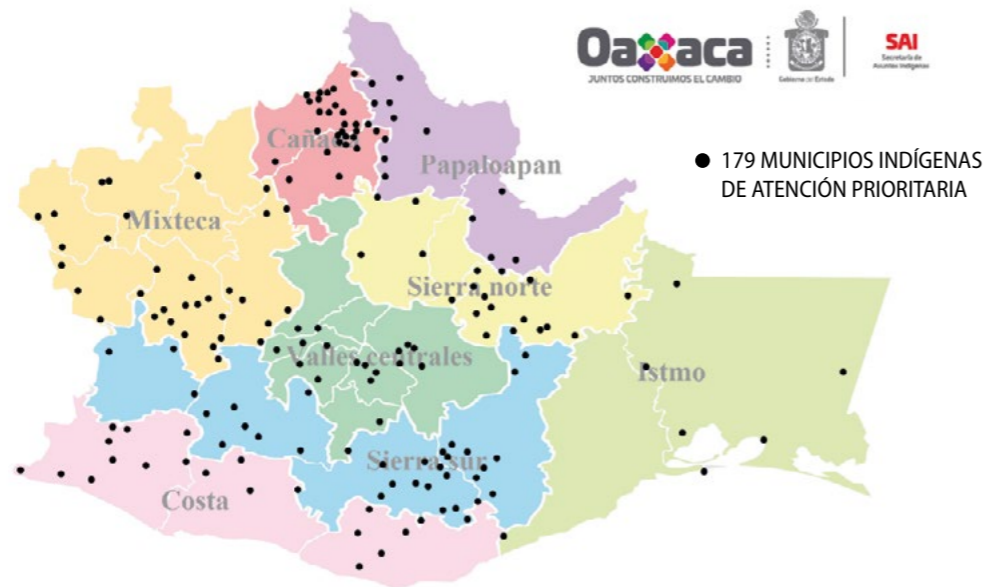 Oaxaca
JUNTOS CONSTRUIMOS EL CAMBIO
Gobierno del Estado
SAI
Secretaría de
Asuntos Indígenas
179 MUNICIPIOS INDÍGENAS
DE ATENCIÓN PRIORITARIA
Papaloapan
Mixteca
Sierra norte
Valles centrales
Istmo
Sierra sur
Costa